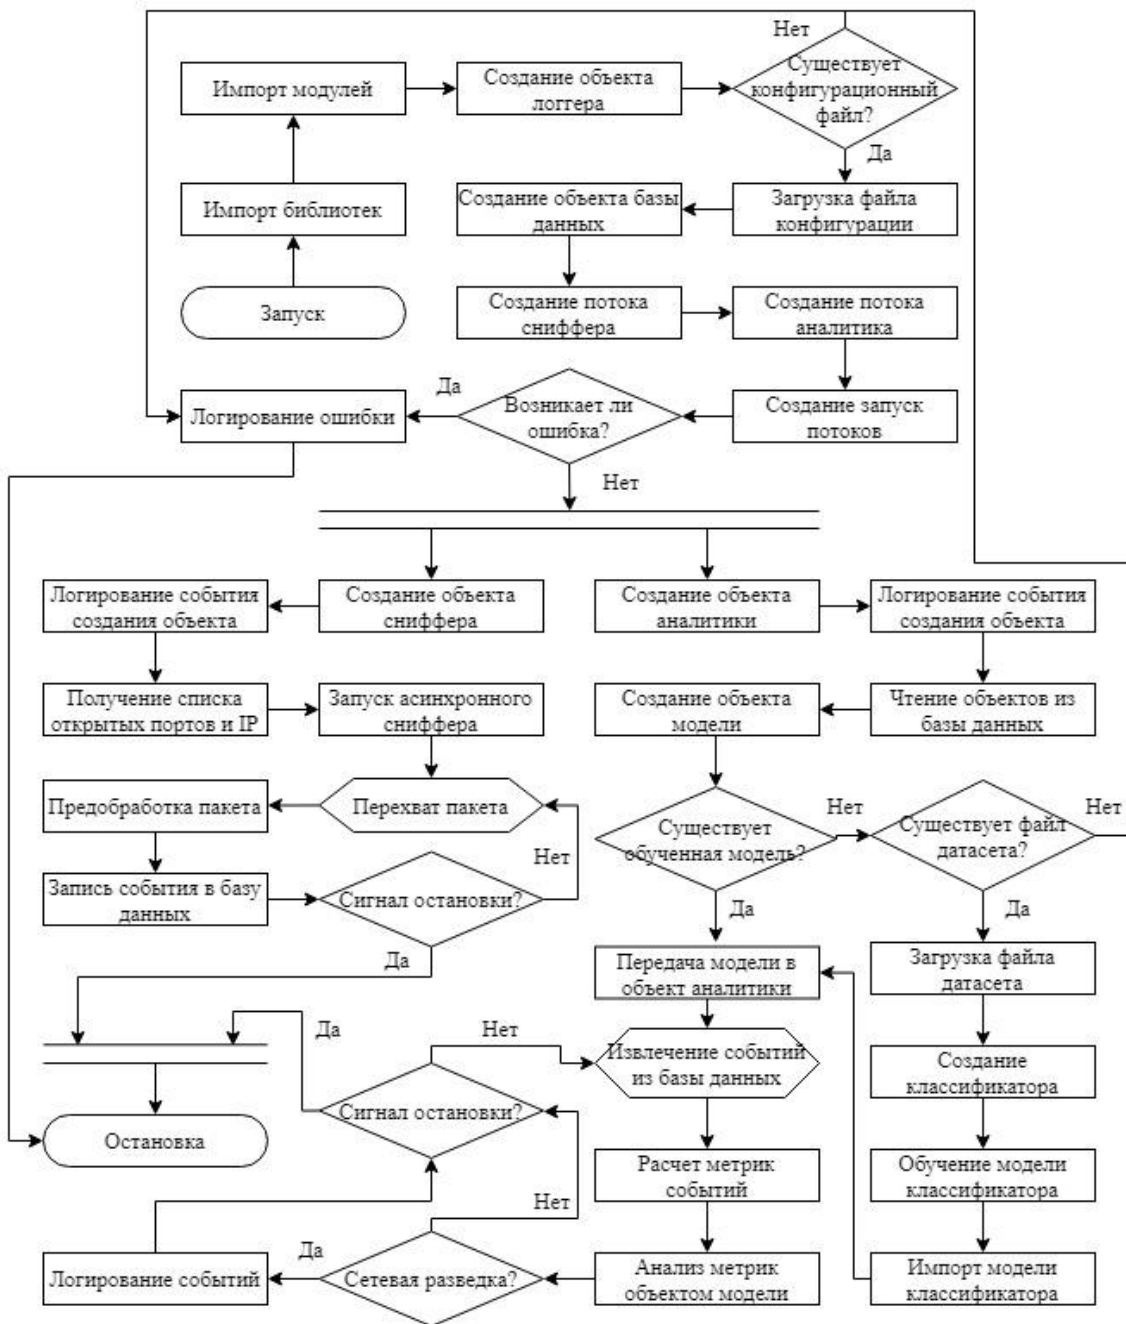 Нет
Импорт модулей
Создание объекта
логгера
Существует
конфигурационный
файл?
Да
Импорт библиотек
Создание объекта базы
данных
Загрузка файла
конфигурации
Запуск
Создание потока
сниффера
Создание потока
аналитика
Да
Логирование ошибки
Возникает ли
ошибка?
Создание запуск
потоков
Нет
Логирование события
создания объекта
Создание объекта
сниффера
Создание объекта
аналитики
Логирование события
создания объекта
Получение списка
открытых портов и IP
Запуск асинхронного
сниффера
Создание объекта
модели
Чтение объектов из
базы данных
Предобработка пакета
Перехват пакета
Нет
Существует
обученная модель?
Нет
Существует файл
датасета?
Нет
Запись события в базу
данных
Сигнал остановки?
Да
Да
Да
Передача модели в
объект аналитики
Загрузка файла
датасета
Да
Нет
Извлечение событий
из базы данных
Создание
классификатора
Остановка
Сигнал остановки?
Расчет метрик
событий
Обучение модели
классификатора
Нет
Да
Логирование событий
Сетевая разведка?
Анализ метрик
объектом модели
Импорт модели
классификатора